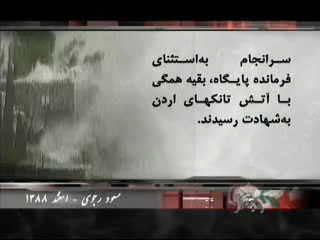 سرانجام به‌استثنای
فرمانده پایگاه، بقیه همگی
با آتش تانکهای اردن
به‌شهادت رسیدند.
مسعود رجوی - اسفند ۱۳۸۸